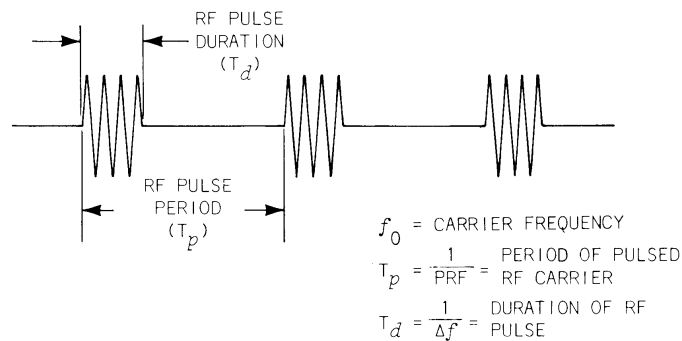 RF PULSE
DURATION
(T_d)
RF PULSE
PERIOD
(T_p)
f_0 = CARRIER FREQUENCY
T_p = 1/PRF = PERIOD OF PULSED RF CARRIER
T_d = 1/Δf = DURATION OF RF PULSE